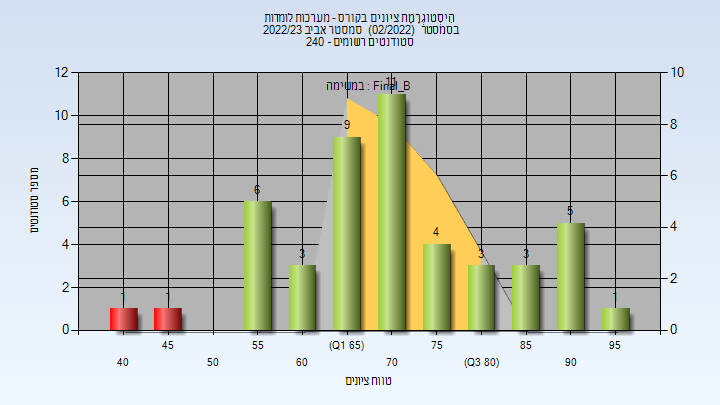 היסטוגרמת ציונים בקורס - מערכות לומדות
בסמסטר (02/2022) סמסטר אביב 2022/23
סטודנטים רשומים - 240
במשימה : Final_B
12 10 8 6 4 2 0
10 8 6 4 2 0
מספר סטודנטים
1 1 6 3 9 11 4 3 3 5 1
45 55 (Q1 65) 75 85 95
40 50 60 70 (Q3 80) 90
טווח ציונים